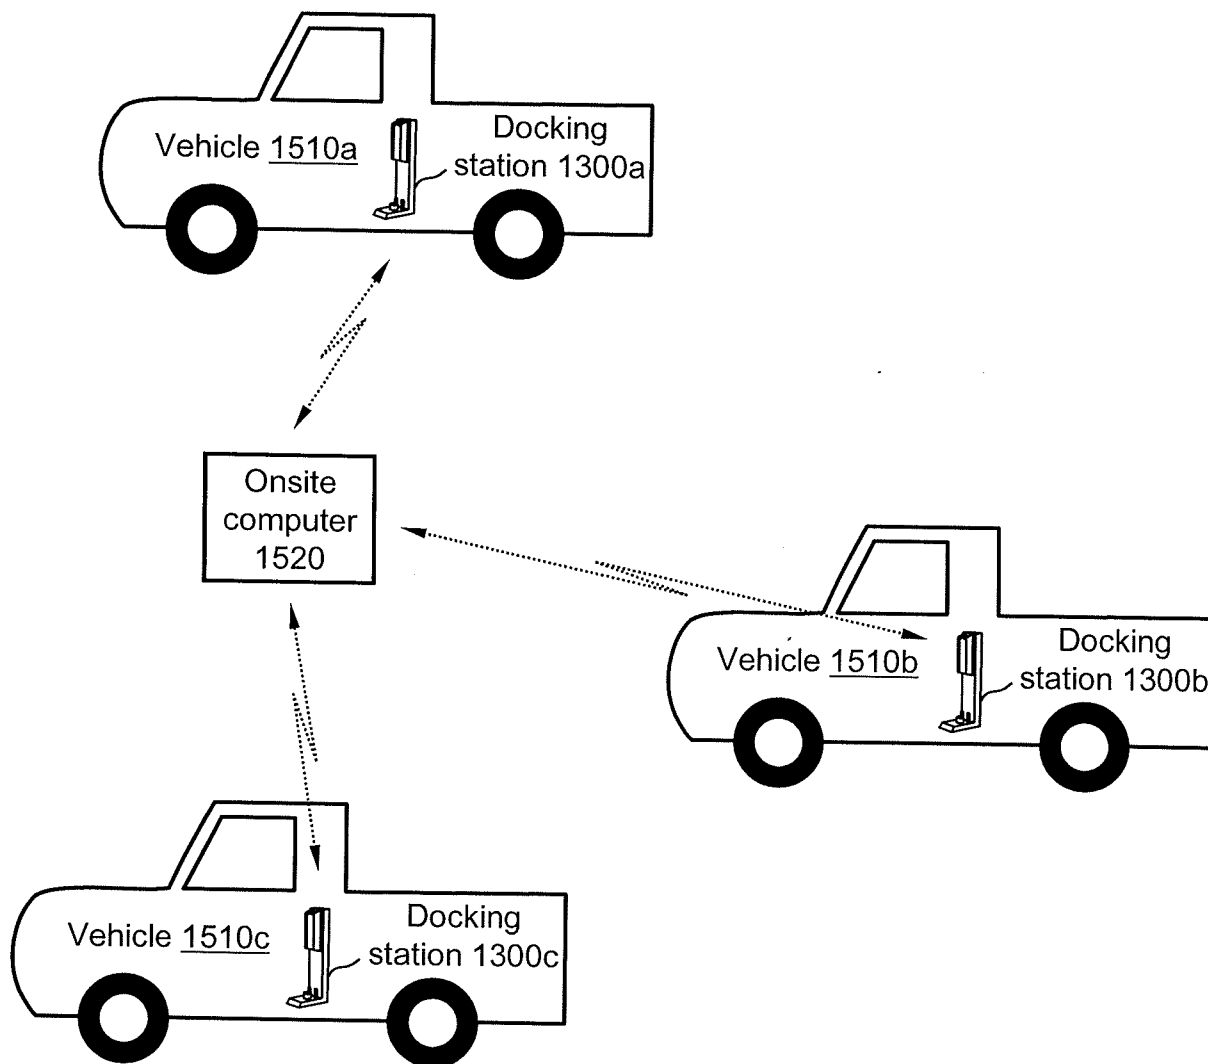 Vehicle 1510a
Docking
station 1300a
Onsite
computer
1520
Vehicle 1510b
Docking
station 1300b
Vehicle 1510c
Docking
station 1300c